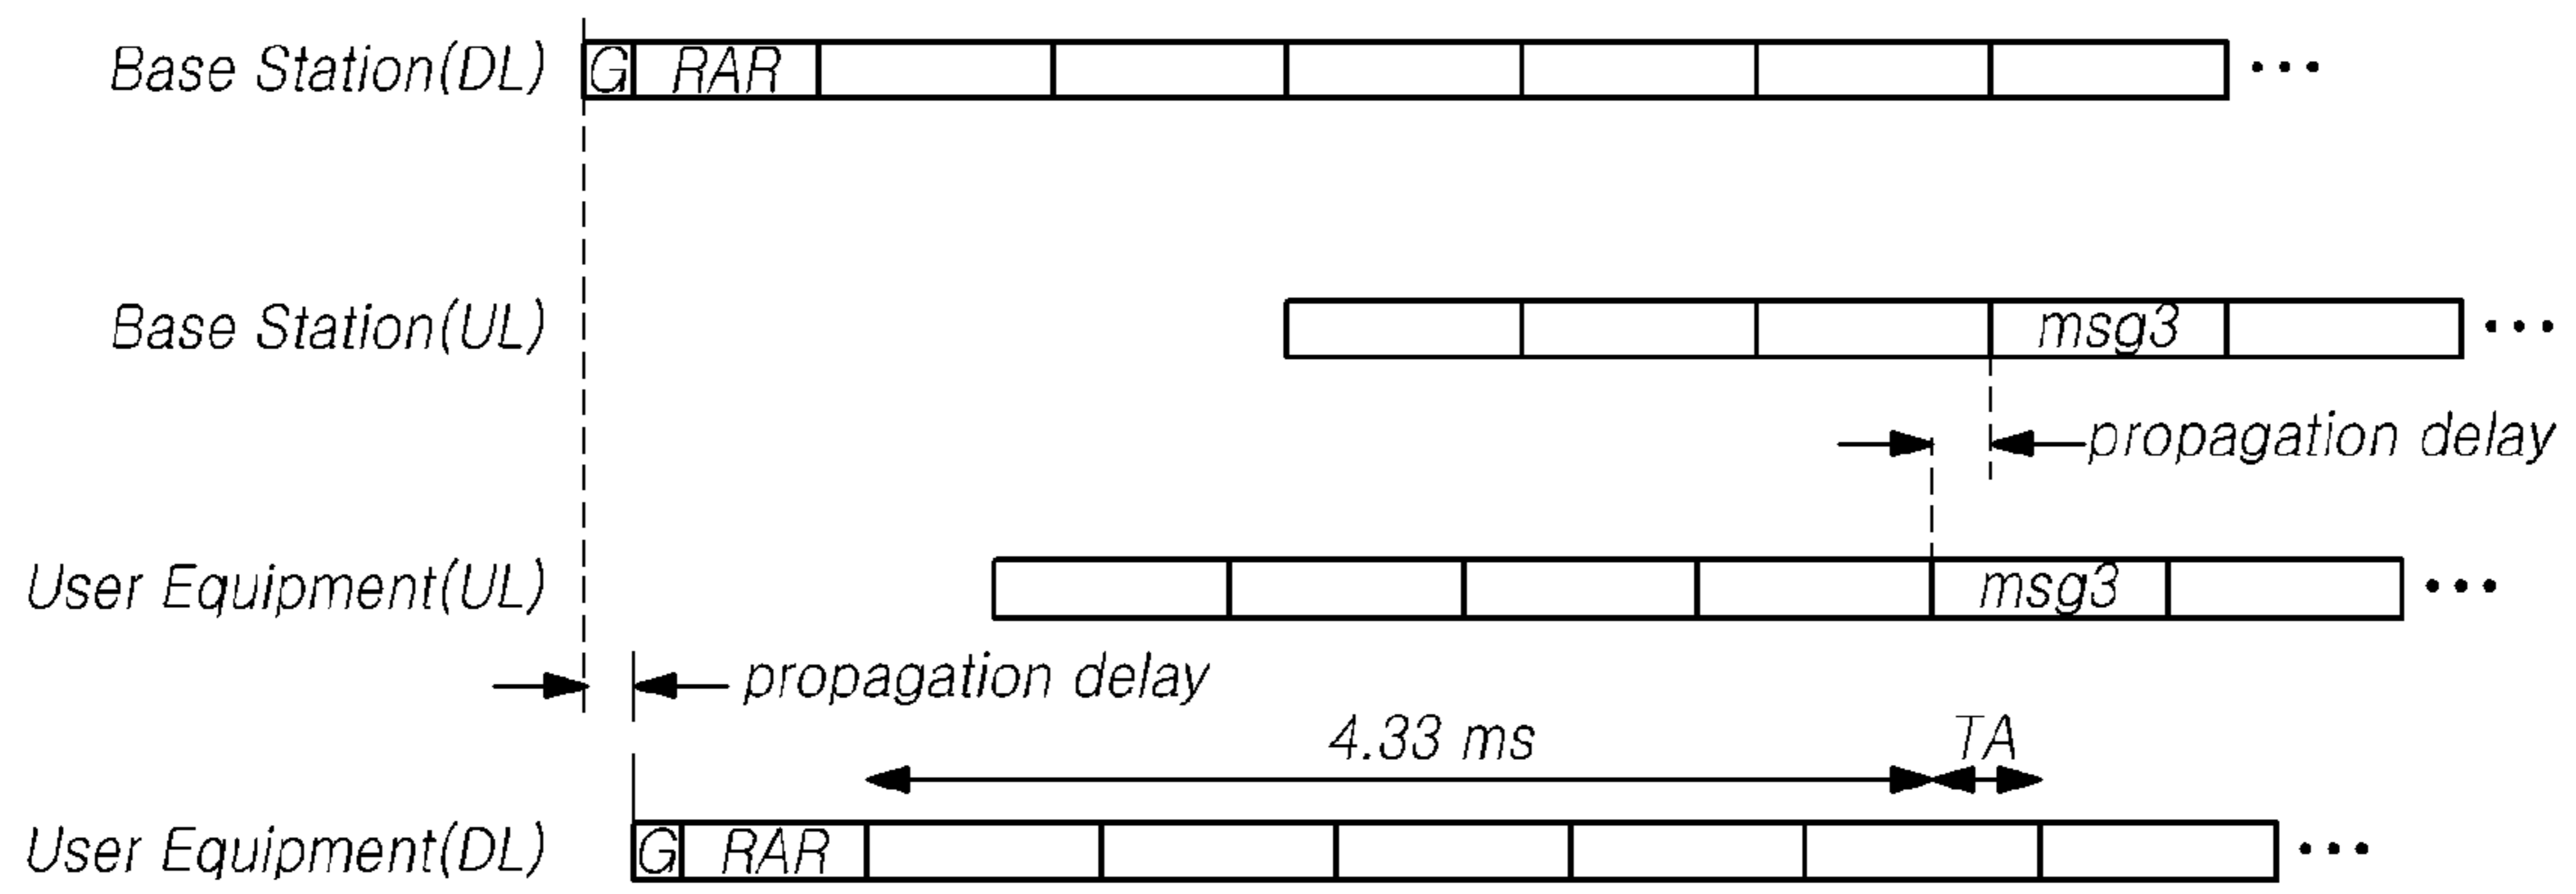 Base Station(DL) G RAR ...
Base Station(UL) msg3 ...
propagation delay
User Equipment(UL) msg3 ...
propagation delay
4.33 ms TA
User Equipment(DL) G RAR ...